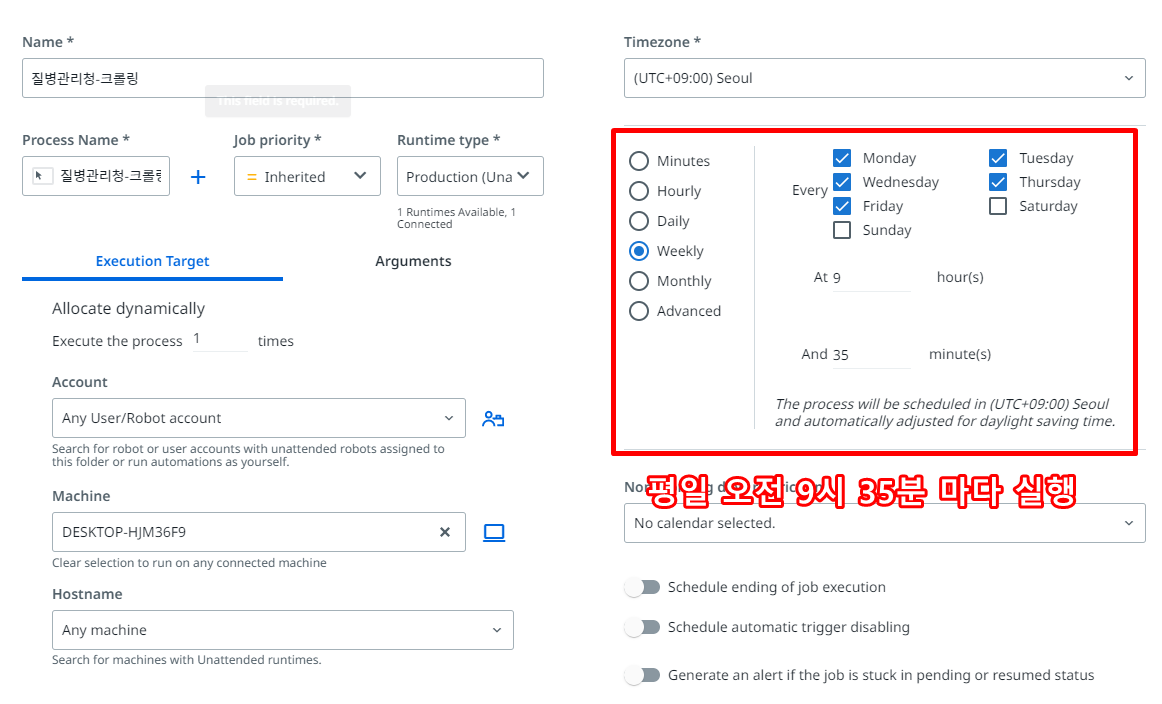 Name *
질병관리청-크롤링
This field is required.
Process Name *
Job priority *
Runtime type *
질병관리청-크롤링
Inherited
Production (Una
1 Runtimes Available, 1
Connected
Execution Target
Arguments
Allocate dynamically
Execute the process 1 times
Account
Any User/Robot account
Search for robot or user accounts with unattended robots assigned to
this folder or run automations as yourself.
Machine
DESKTOP-HJM36F9
Clear selection to run on any connected machine
Hostname
Any machine
Search for machines with Unattended runtimes.
Timezone *
(UTC+09:00) Seoul
Minutes
Hourly
Daily
Weekly
Monthly
Advanced
Every
Monday
Tuesday
Wednesday
Thursday
Friday
Saturday
Sunday
At 9 hour(s)
And 35 minute(s)
The process will be scheduled in (UTC+09:00) Seoul
and automatically adjusted for daylight saving time.
평일 오전 9시 35분 마다 실행
No calendar selected.
Schedule ending of job execution
Schedule automatic trigger disabling
Generate an alert if the job is stuck in pending or resumed status